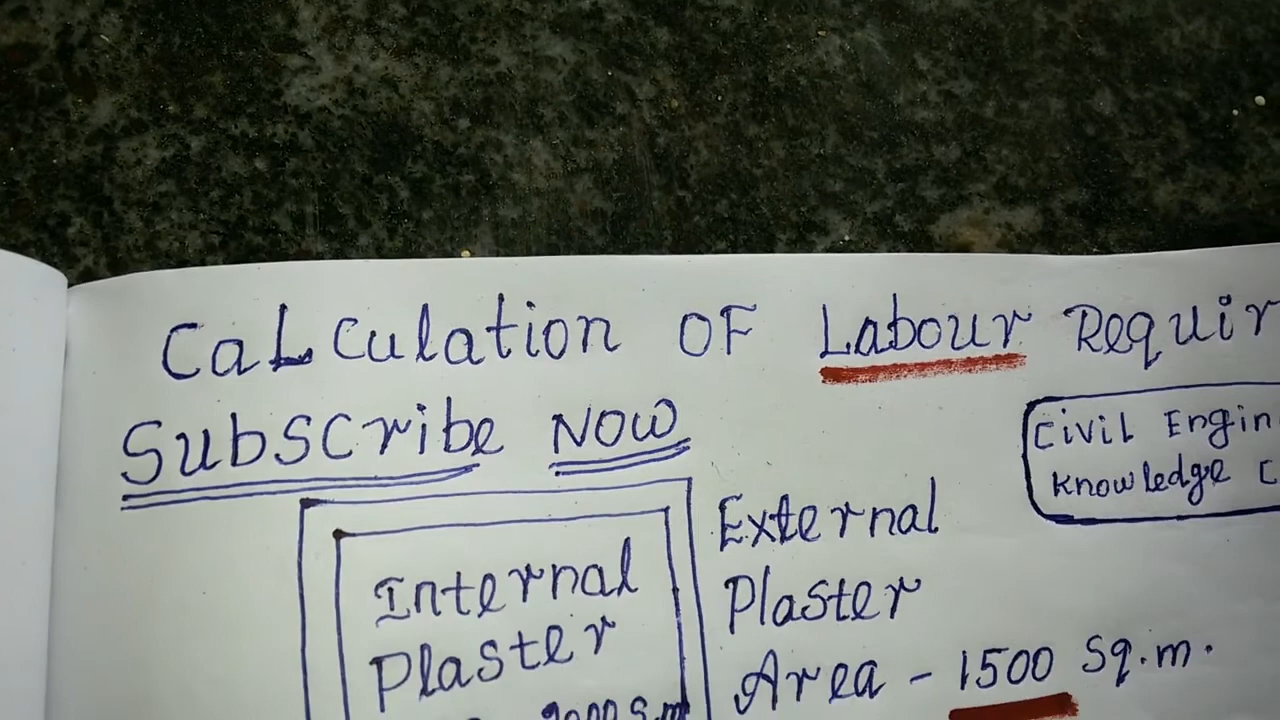 CaLculation OF Labour Requir
Subscribe NOW
Civil Engin
Knowledge C
External
Plaster
Area - 1500 Sq.m.
Internal
Plaster